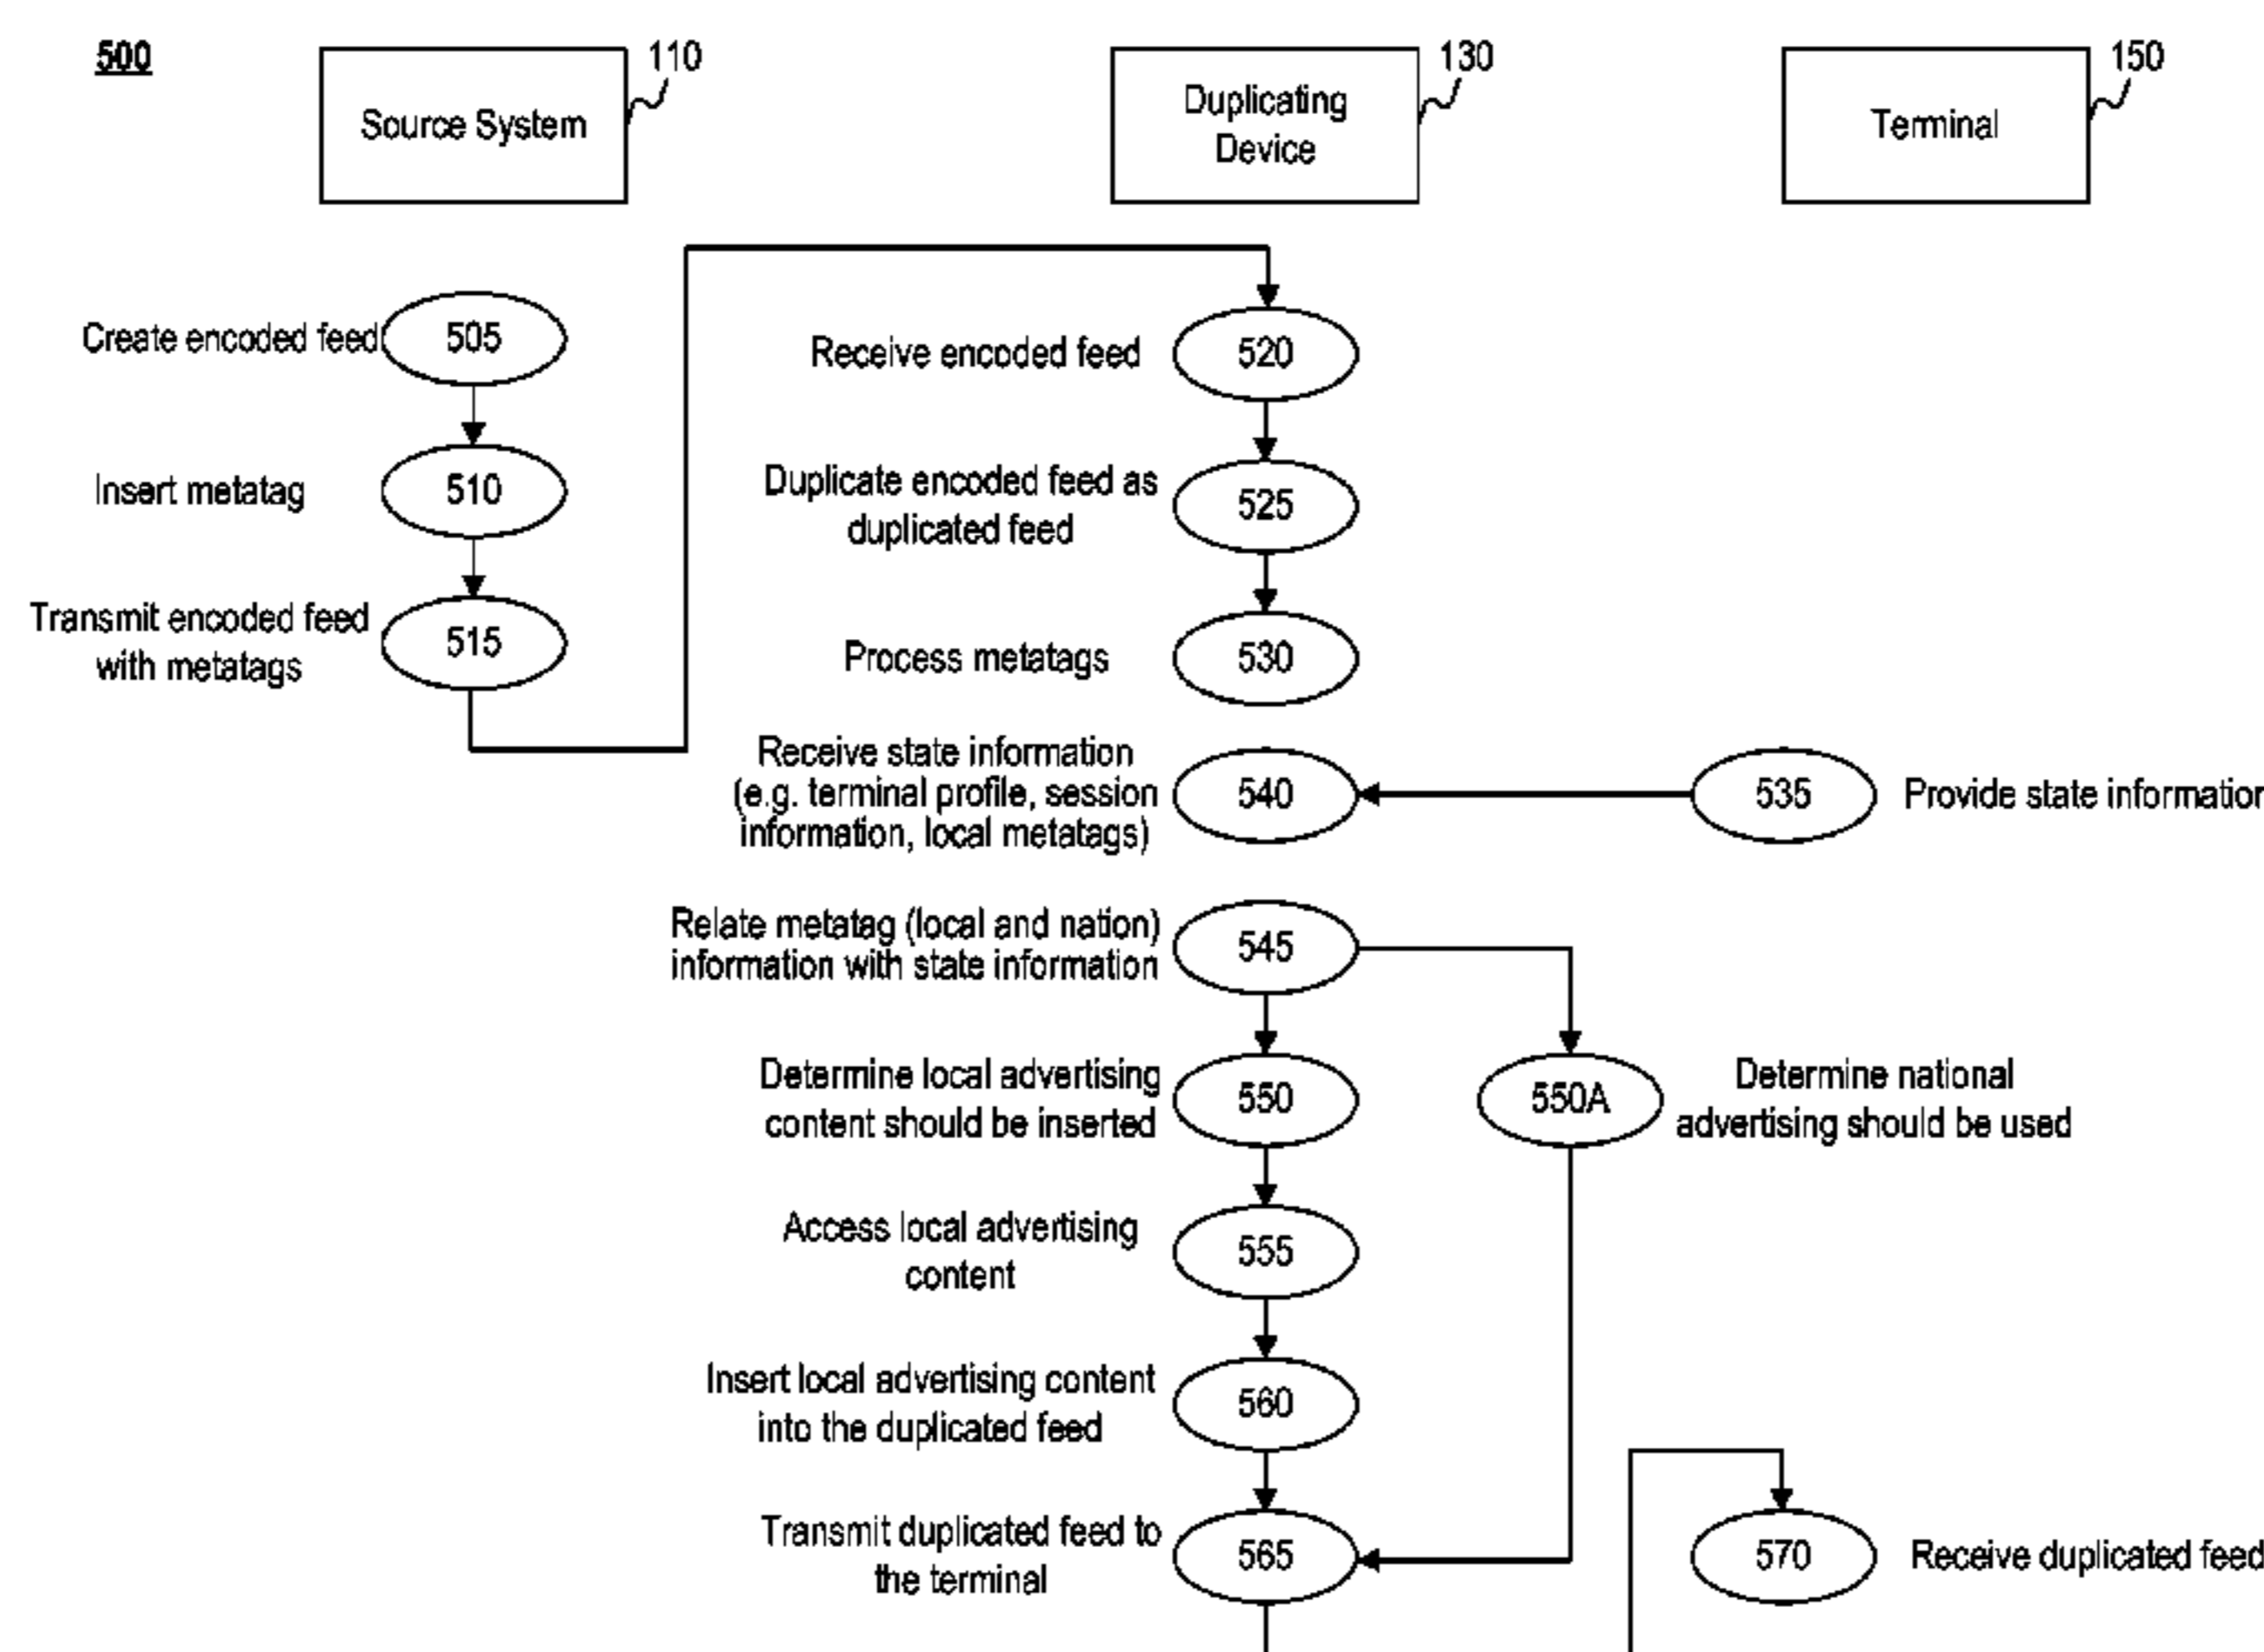 500
110
Source System
130
Duplicating
Device
150
Terminal
Create encoded feed
505
Insert metatag
510
Transmit encoded feed
with metatags
515
Receive encoded feed
520
Duplicate encoded feed as
duplicated feed
525
Process metatags
530
Receive state information
(e.g. terminal profile, session
information, local metatags)
540
535
Provide state information
Relate metatag (local and nation)
information with state information
545
Determine local advertising
content should be inserted
550
550A
Determine national
advertising should be used
Access local advertising
content
555
Insert local advertising content
into the duplicated feed
560
Transmit duplicated feed to
the terminal
565
570
Receive duplicated feed